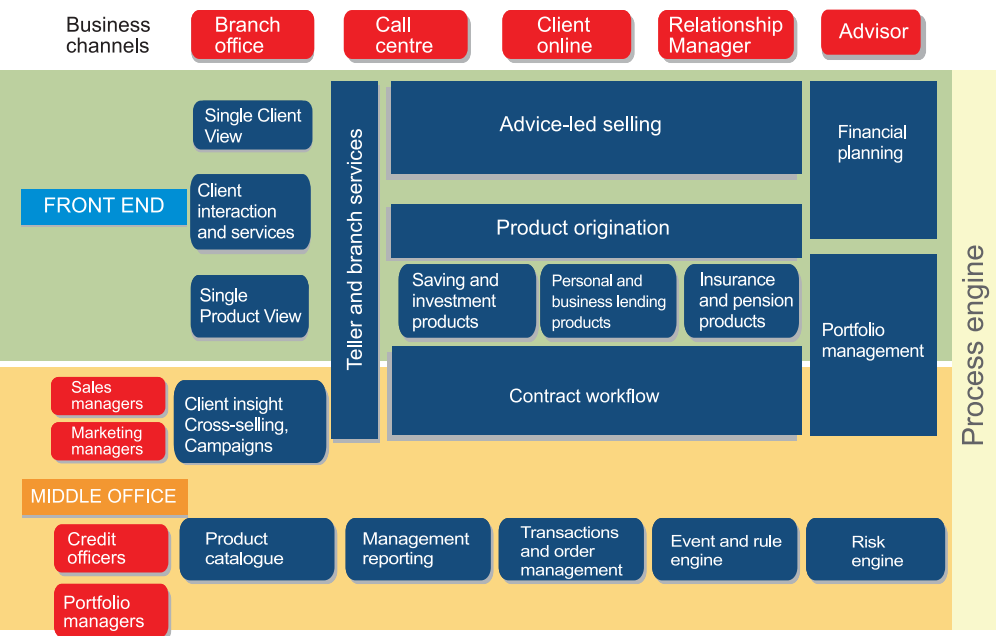 Business
channels
Branch
office
Call
centre
Client
online
Relationship
Manager
Advisor
Single Client
View
Teller and branch services
Advice-led selling
Financial
planning
FRONT END
Client
interaction
and services
Product origination
Process engine
Single
Product View
Saving and
investment
products
Personal and
business lending
products
Insurance
and pension
products
Portfolio
management
Sales
managers
Marketing
managers
Client insight
Cross-selling,
Campaigns
Contract workflow
MIDDLE OFFICE
Credit
officers
Product
catalogue
Management
reporting
Transactions
and order
management
Event and rule
engine
Risk
engine
Portfolio
managers